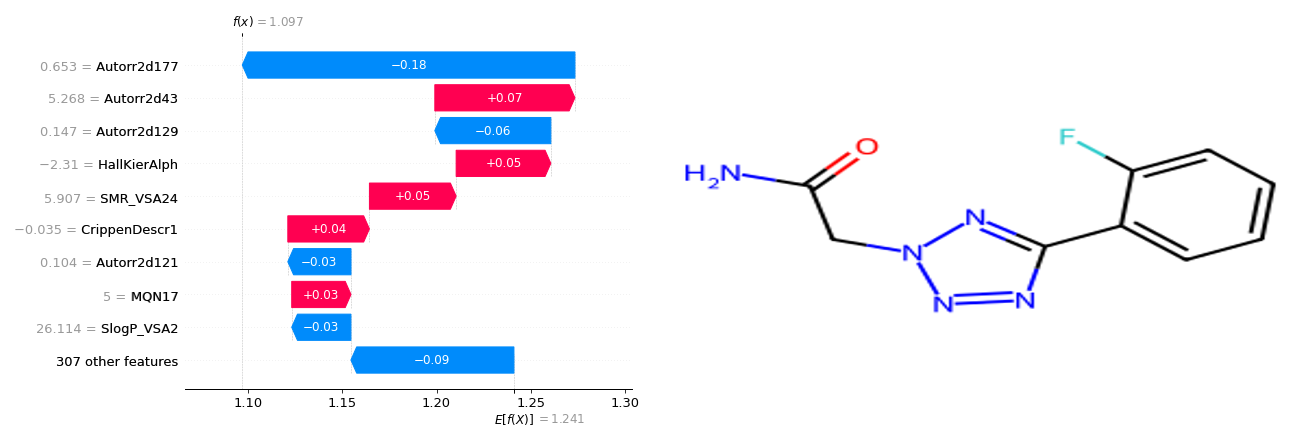 f(x) = 1.097
0.653 = Autorr2d177
−0.18
5.268 = Autorr2d43
+0.07
0.147 = Autorr2d129
−0.06
−2.31 = HallKierAlph
+0.05
5.907 = SMR_VSA24
+0.05
−0.035 = CrippenDescr1
+0.04
0.104 = Autorr2d121
−0.03
5 = MQN17
+0.03
26.114 = SlogP_VSA2
−0.03
307 other features
−0.09
1.10 1.15 1.20 1.25 1.30
E[f(X)] = 1.241
F
O
H₂N
N
N
N
N